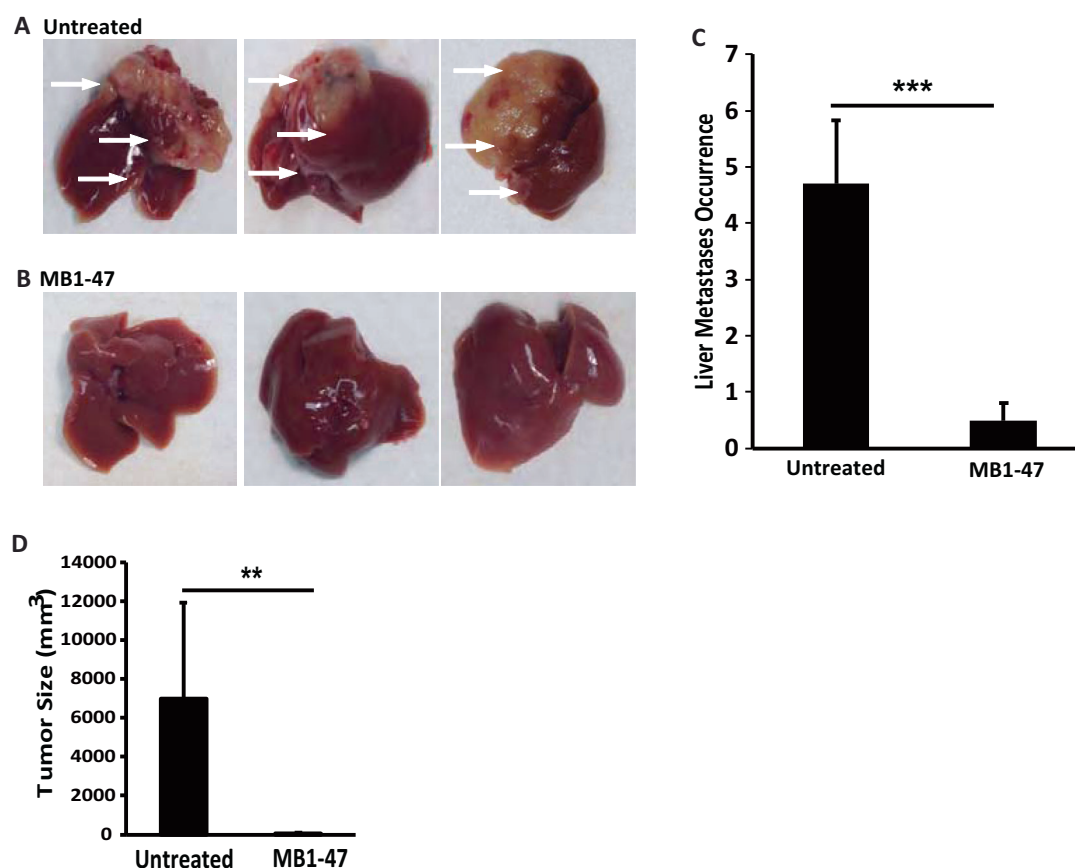 A Untreated
B MB1-47
C
Liver Metastases Occurrence
7
6
5
4
3
2
1
0
***
Untreated MB1-47
D
Tumor Size (mm3)
14000
12000
10000
8000
6000
4000
2000
0
**
Untreated MB1-47